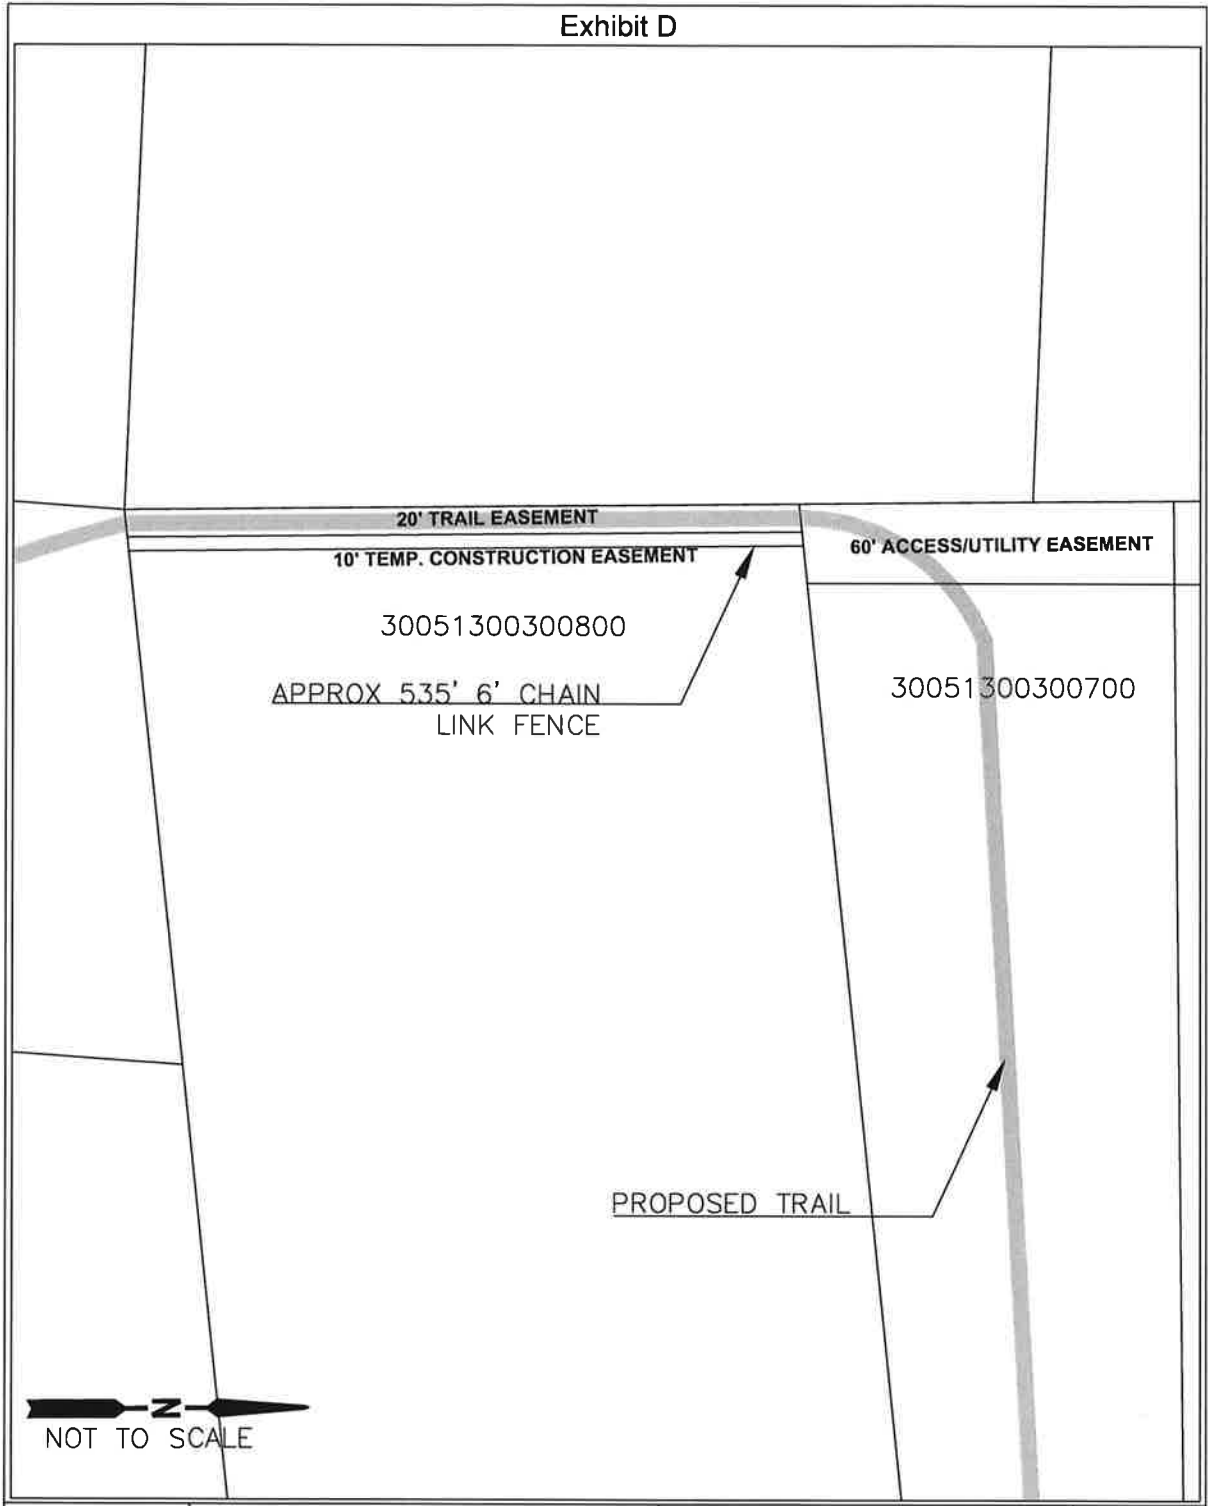 Exhibit D
20' TRAIL EASEMENT
10' TEMP. CONSTRUCTION EASEMENT
60' ACCESS/UTILITY EASEMENT
30051300300800
APPROX 535' 6' CHAIN
LINK FENCE
30051300300700
PROPOSED TRAIL
N
NOT TO SCALE